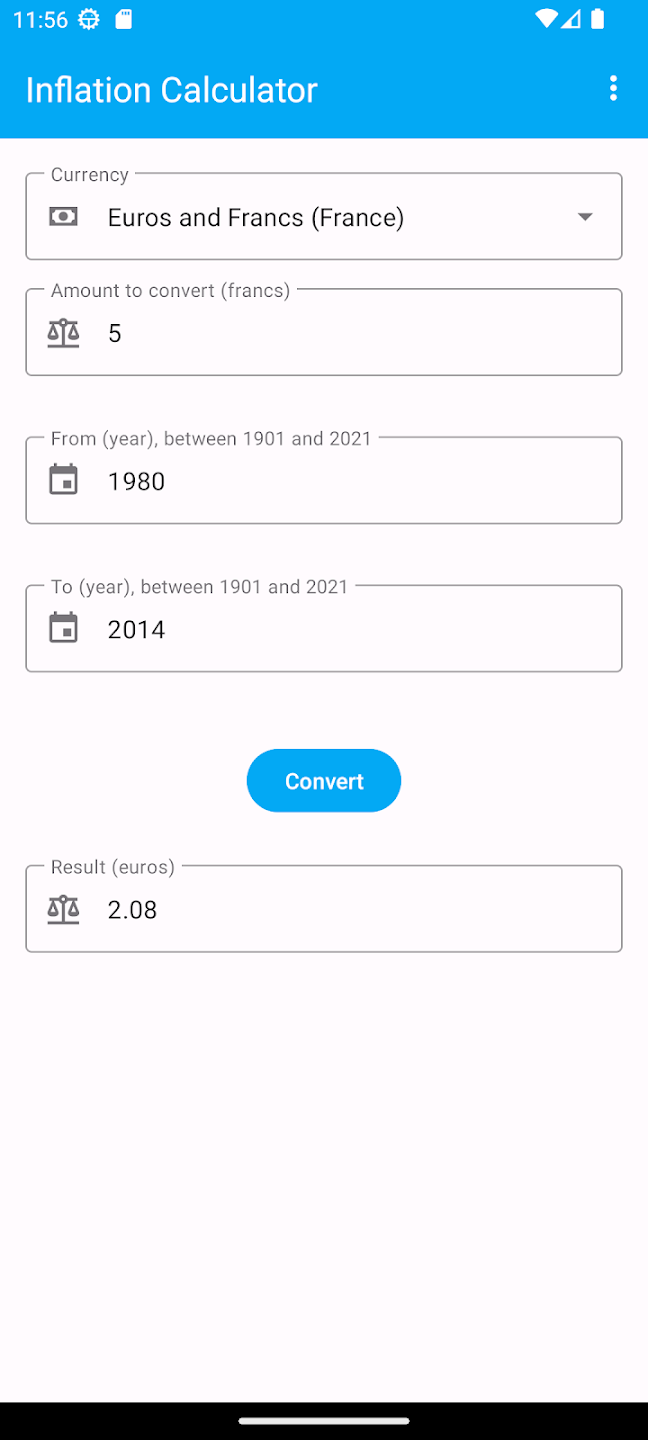 11:56
Inflation Calculator
Currency
Euros and Francs (France)
Amount to convert (francs)
5
From (year), between 1901 and 2021
1980
To (year), between 1901 and 2021
2014
Convert
Result (euros)
2.08